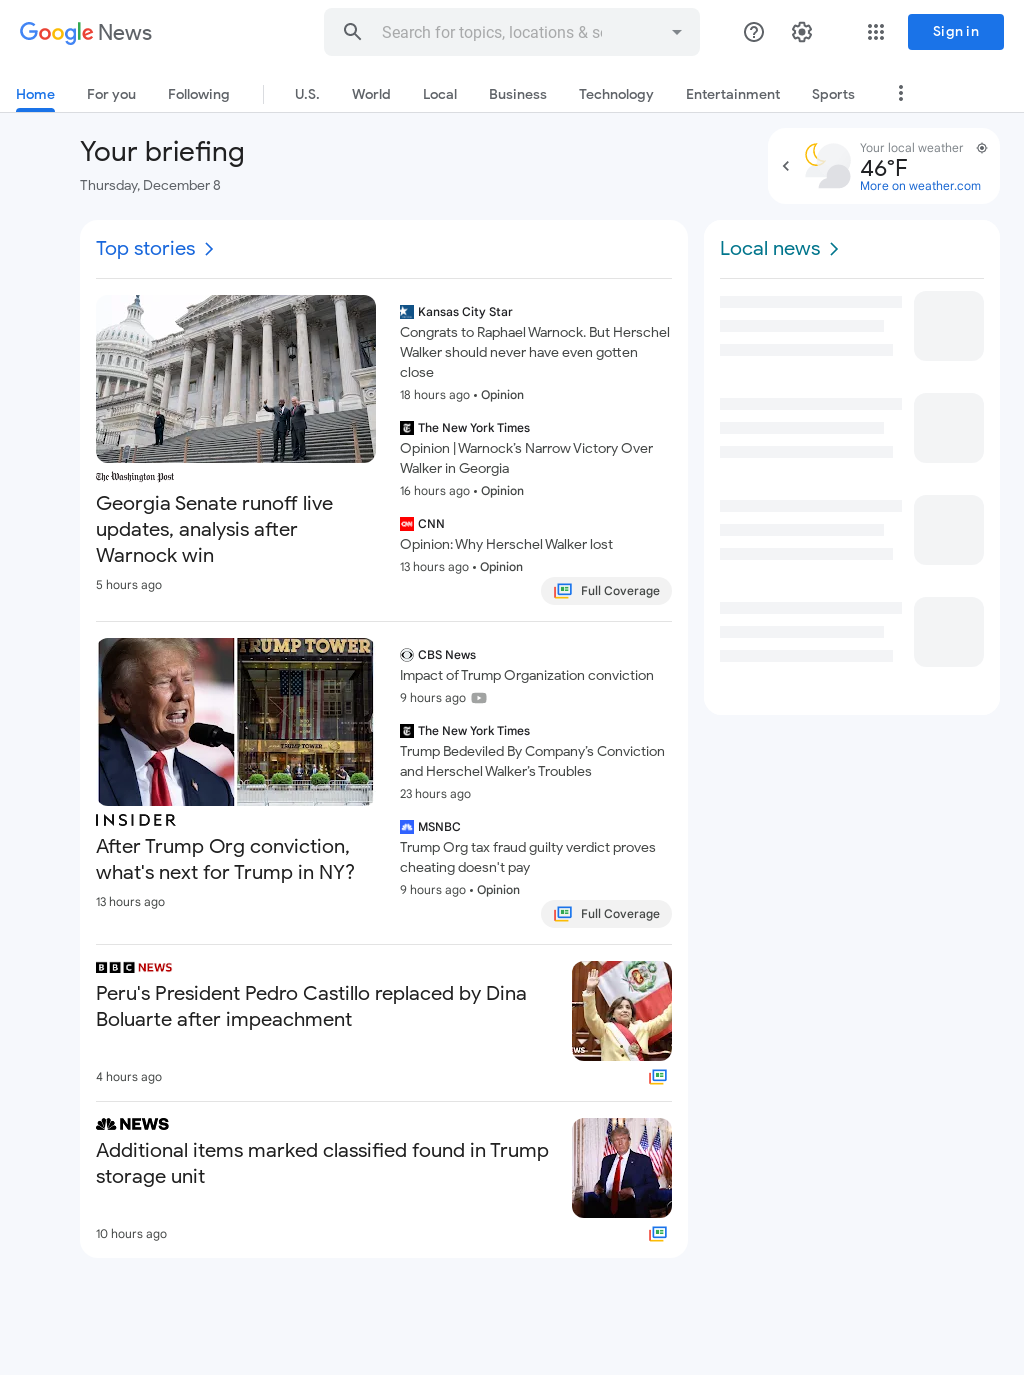 Google News
Search for topics, locations & s
Sign in
Home
For you
Following
U.S.
World
Local
Business
Technology
Entertainment
Sports
Your briefing
Thursday, December 8
Your local weather
46°F
More on weather.com
Top stories
Local news
The Washington Post
Georgia Senate runoff live
updates, analysis after
Warnock win
5 hours ago
Kansas City Star
Congrats to Raphael Warnock. But Herschel
Walker should never have even gotten
close
18 hours ago • Opinion
The New York Times
Opinion | Warnock's Narrow Victory Over
Walker in Georgia
16 hours ago • Opinion
CNN
Opinion: Why Herschel Walker lost
13 hours ago • Opinion
Full Coverage
TRUMP TOWER
TRUMP TOWER
INSIDER
After Trump Org conviction,
what's next for Trump in NY?
13 hours ago
CBS News
Impact of Trump Organization conviction
9 hours ago
The New York Times
Trump Bedeviled By Company's Conviction
and Herschel Walker's Troubles
23 hours ago
MSNBC
Trump Org tax fraud guilty verdict proves
cheating doesn't pay
9 hours ago • Opinion
Full Coverage
BBC NEWS
Peru's President Pedro Castillo replaced by Dina
Boluarte after impeachment
4 hours ago
NEWS
Additional items marked classified found in Trump
storage unit
10 hours ago